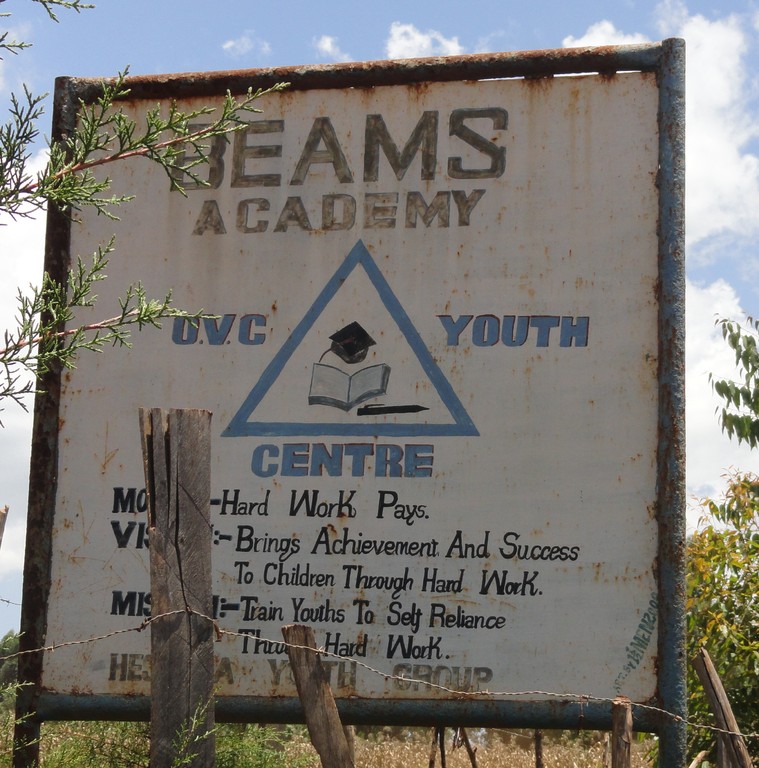 BEAMS
ACADEMY
O.V.C YOUTH
CENTRE
:-Hard Work Pays.
:-Brings Achievement And Success
To Children Through Hard Work.
:-Train Youths To Self Reliance
Hard Work.
YOUTH GROUP